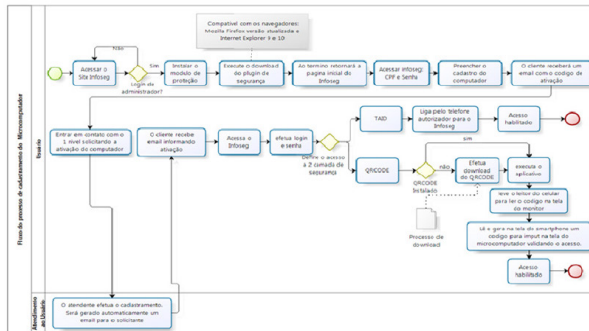 Compatível com os navegadores:
Mozilla Firefox versão atualizada e
Internet Explorer 9 e 10
Não
Acessar o
Site Infoseg
Sim
Login de
administrador?
Instalar o
modulo de
proteção
Execute o download
do plugin de
segurança
Ao termino retornará a
pagina inicial do
Infoseg
Acessar Infoseg:
CPF e Senha
Preencher o
cadastro do
computador
O cliente receberá um
email com o codigo de
ativação
Fluxo do processo de cadastramento do Microcomputador
Usuário
Entrar em contato com o
1 nivel solicitando a
ativação do computador
O cliente recebe
email informando
ativação
Acessa o
Infoseg
efetua login
e senha
Define o acesso
a 2 camada de
segurança
TAID
Liga pelo telefone
autorizador para o
Infoseg
Acesso
habilitado
sim
QRCODE
QRCODE
Instalado
não
Efetua
download
do QRCODE
executa o
aplicativo
Processo de
download
leve o leitor do celular
para ler o codigo na tela
do monitor
Lê e gera na tela do smartphone um
codigo para input na tela do
microcomputador validando o acesso.
Acesso
habilitado
Atendimento
ao Usuário
O atendente efetua o cadastramento.
Será gerado automaticamente um
email para o solicitante